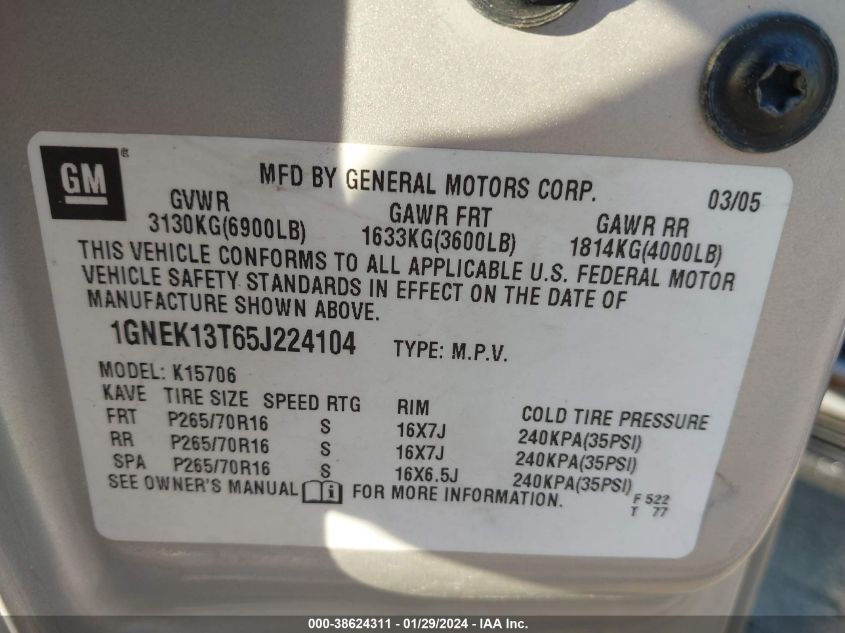 GM ®
MFD BY GENERAL MOTORS CORP. 03/05
GVWR GAWR FRT GAWR RR
3130KG(6900LB) 1633KG(3600LB) 1814KG(4000LB)
THIS VEHICLE CONFORMS TO ALL APPLICABLE U.S. FEDERAL MOTOR
VEHICLE SAFETY STANDARDS IN EFFECT ON THE DATE OF
MANUFACTURE SHOWN ABOVE.
1GNEK13T65J224104 TYPE: M.P.V.
MODEL: K15706
KAVE TIRE SIZE SPEED RTG RIM COLD TIRE PRESSURE
FRT P265/70R16 S 16X7J 240KPA(35PSI)
RR P265/70R16 S 16X7J 240KPA(35PSI)
SPA P265/70R16 S 16X6.5J 240KPA(35PSI)
SEE OWNER'S MANUAL i FOR MORE INFORMATION.
F 522
T 77
000-38624311 - 01/29/2024 - IAA Inc.